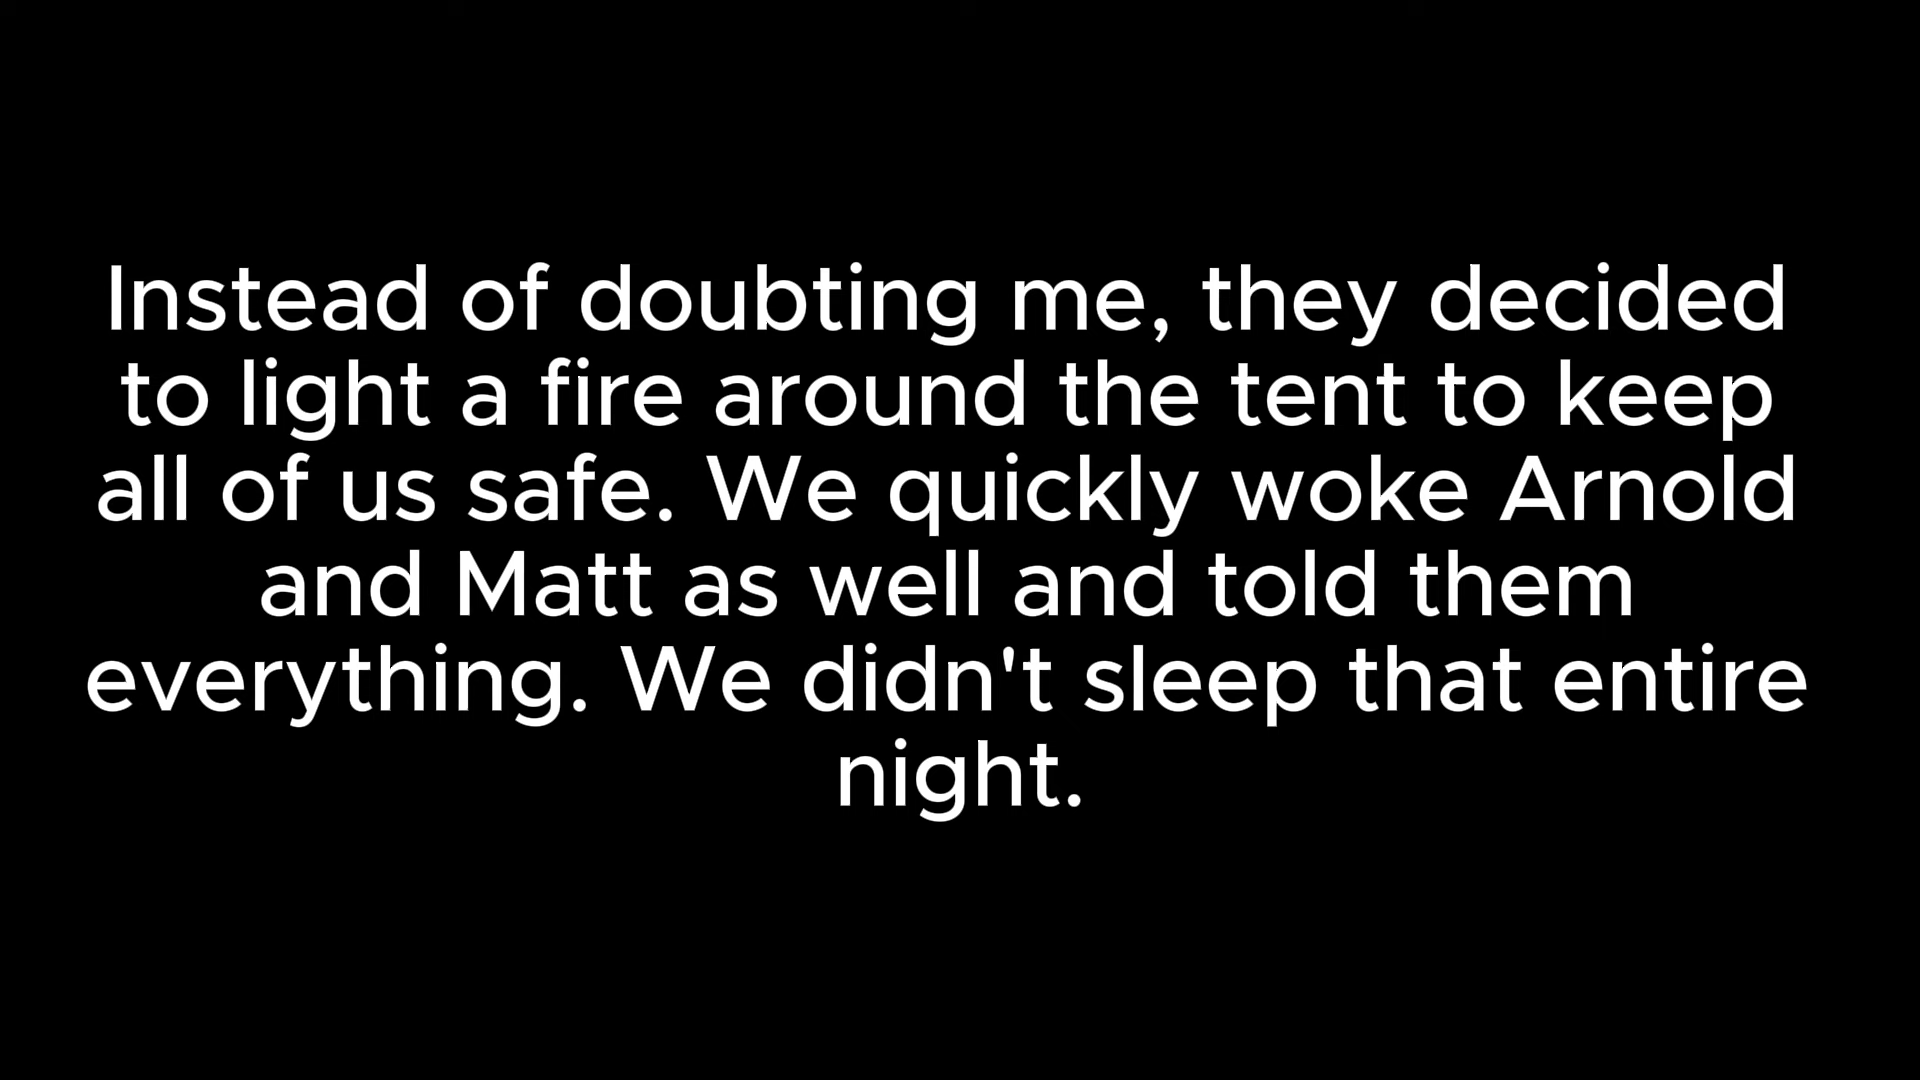 Instead of doubting me, they decided
to light a fire around the tent to keep
all of us safe. We quickly woke Arnold
and Matt as well and told them
everything. We didn't sleep that entire
night.